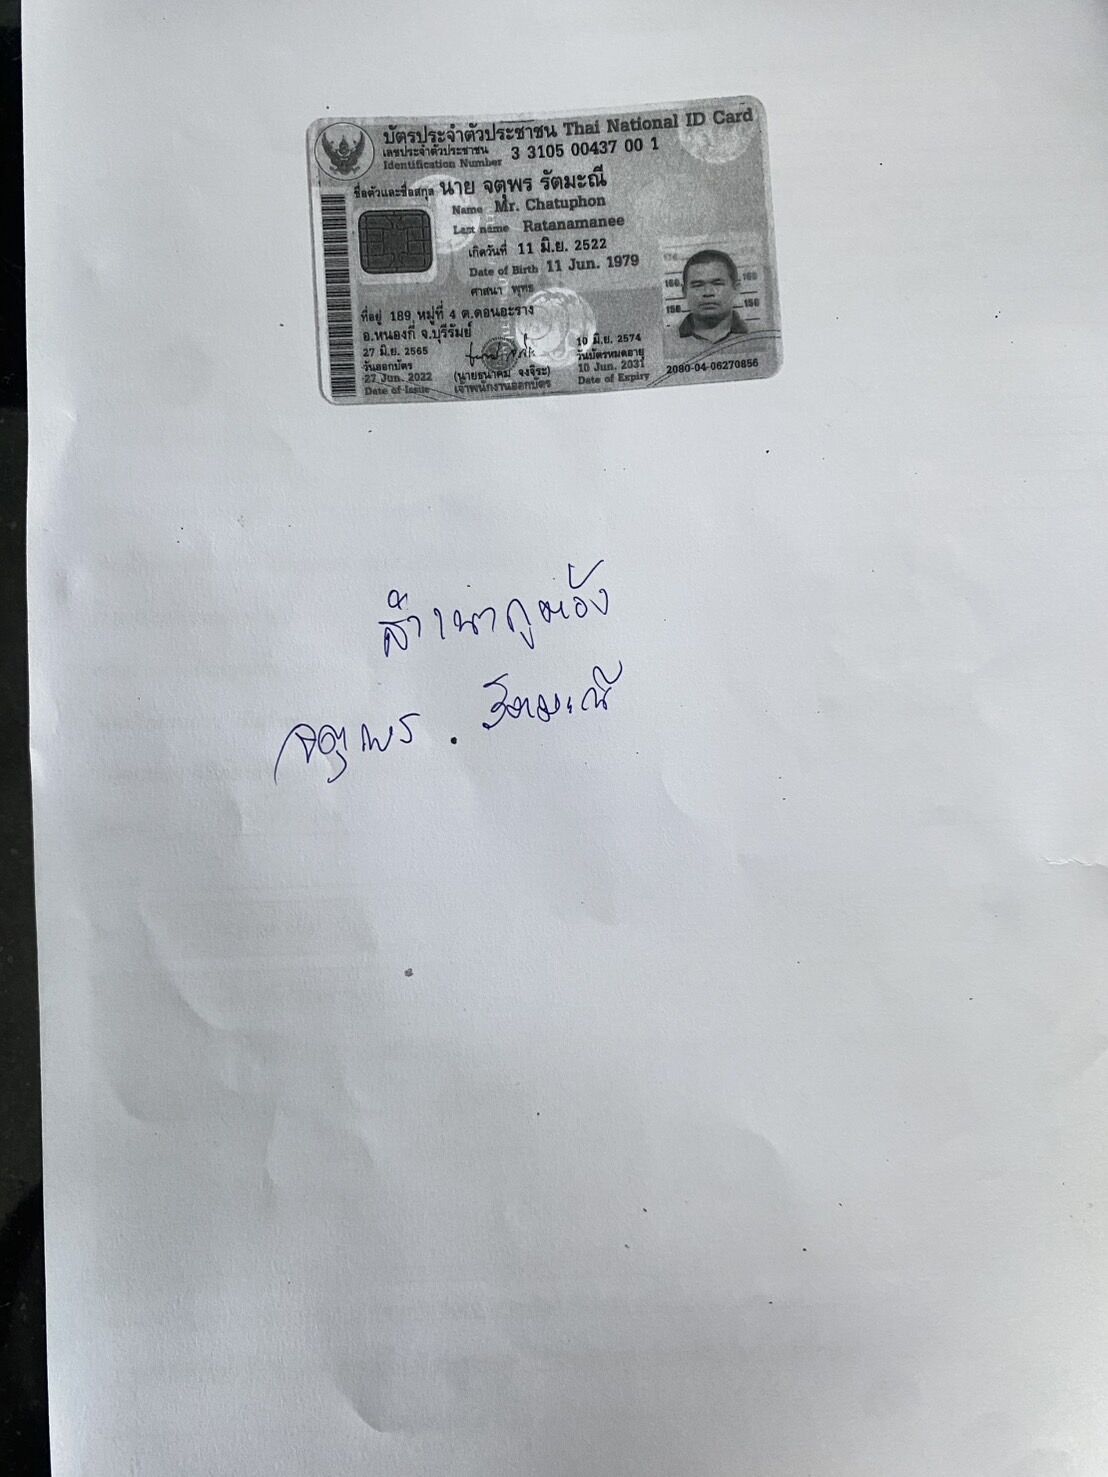 บัตรประจำตัวประชาชน Thai National ID Card
เลขประจำตัวประชาชน
Identification Number 3 3105 00437 00 1
ชื่อตัวและชื่อสกุล นาย จตุพร รัตมะณี
Name Mr. Chatuphon
Last name Ratanamanee
เกิดวันที่ 11 มิ.ย. 2522
Date of Birth 11 Jun. 1979
ศาสนา พุทธ
ที่อยู่ 189 หมู่ที่ 4 ต.ดอนอะราง
อ.หนองกี่ จ.บุรีรัมย์
27 มิ.ย. 2565
วันออกบัตร
27 Jun. 2022
Date of Issue
(นายธนาคม จงจิระ)
เจ้าพนักงานออกบัตร
10 มิ.ย. 2574
วันบัตรหมดอายุ
10 Jun. 2031
Date of Expiry
160 160
150 150
2080-04-06270856
สำเนาถูกต้อง
จตุพร . รัตมะณี